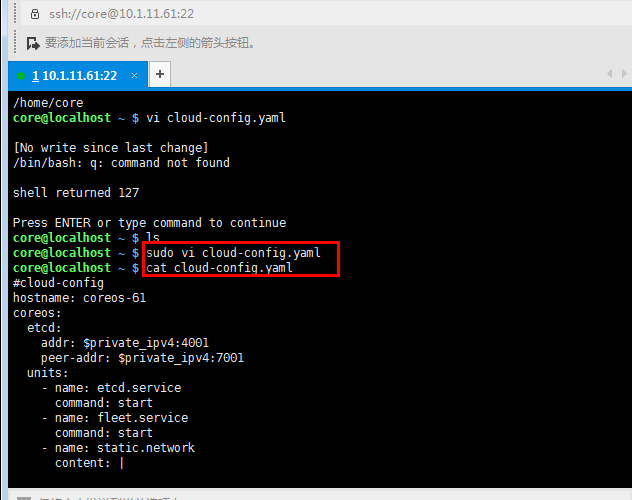 ssh://core@10.1.11.61:22
要添加当前会话，点击左侧的箭头按钮。
1 10.1.11.61:22 × +
/home/core
core@localhost ~ $ vi cloud-config.yaml
[No write since last change]
/bin/bash: q: command not found
shell returned 127
Press ENTER or type command to continue
core@localhost ~ $ ls
core@localhost ~ $ sudo vi cloud-config.yaml
core@localhost ~ $ cat cloud-config.yaml
#cloud-config
hostname: coreos-61
coreos:
  etcd:
    addr: $private_ipv4:4001
    peer-addr: $private_ipv4:7001
  units:
    - name: etcd.service
      command: start
    - name: fleet.service
      command: start
    - name: static.network
      content: |